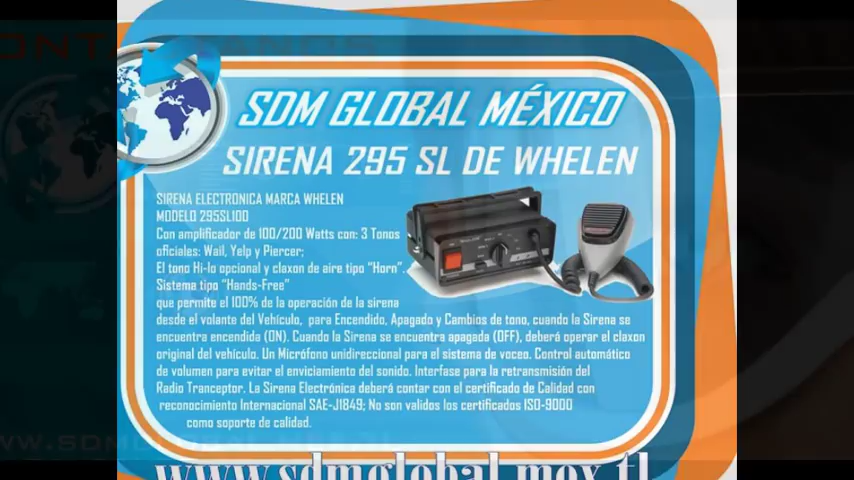 SDM GLOBAL MÉXICO
SIRENA 295 SL DE WHELEN
SIRENA ELECTRONICA MARCA WHELEN
MODELO 295SL100
Con amplificador de 100/200 Watts con: 3 Tonos
oficiales: Wail, Yelp y Piercer;
El tono Hi-lo opcional y claxon de aire tipo "Horn".
Sistema tipo "Hands-Free"
que permite el 100% de la operación de la sirena
desde el volante del Vehículo, para Encendido, Apagado y Cambios de tono, cuando la Sirena se
encuentra encendida (ON). Cuando la Sirena se encuentra apagada (OFF), deberá operar el claxon
original del vehículo. Un Micrófono unidireccional para el sistema de voceo. Control automático
de volumen para evitar el enviciamiento del sonido. Interfase para la retransmisión del
Radio Tranceptor. La Sirena Electrónica deberá contar con el certificado de Calidad con
reconocimiento Internacional SAE-J1849; No son validos los certificados ISO-9000
como soporte de calidad.
www.sdmglobal.mex.tl